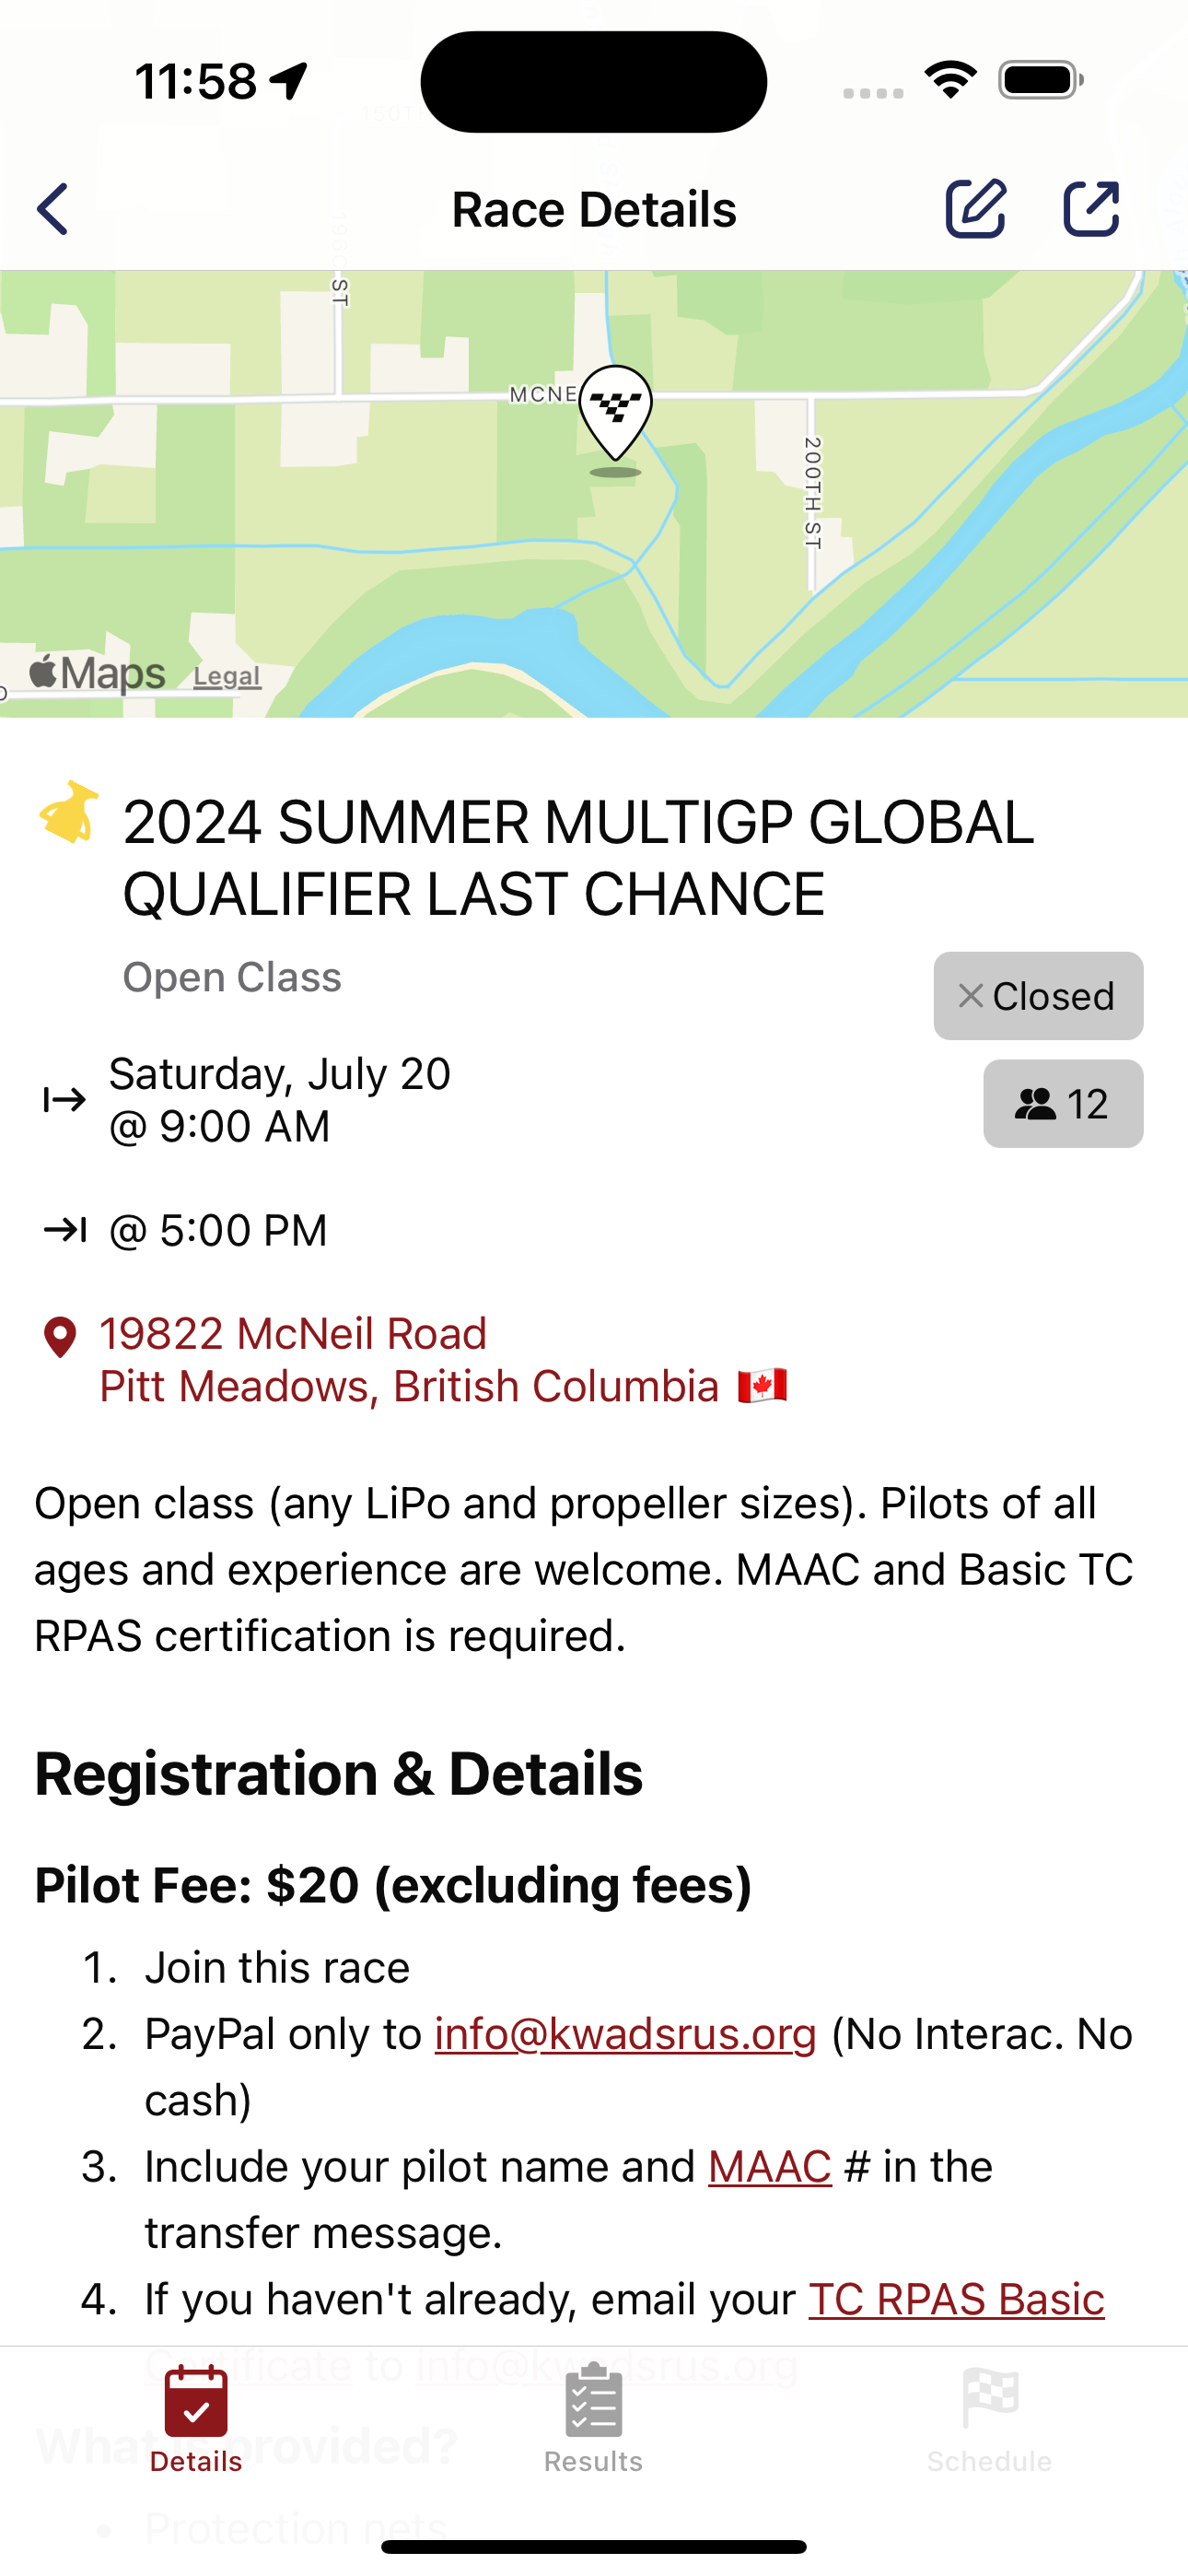 11:58
Race Details
ST
MCNE
200TH ST
Maps Legal
2024 SUMMER MULTIGP GLOBAL
QUALIFIER LAST CHANCE
Open Class
Closed
Saturday, July 20
@ 9:00 AM
12
@ 5:00 PM
19822 McNeil Road
Pitt Meadows, British Columbia 🇨🇦
Open class (any LiPo and propeller sizes). Pilots of all
ages and experience are welcome. MAAC and Basic TC
RPAS certification is required.
Registration & Details
Pilot Fee: $20 (excluding fees)
1. Join this race
2. PayPal only to info@kwadsrus.org (No Interac. No
cash)
3. Include your pilot name and MAAC # in the
transfer message.
4. If you haven't already, email your TC RPAS Basic
Certificate to info@kwadsrus.org
What is provided?
Details
Results
Schedule
• Protection nets